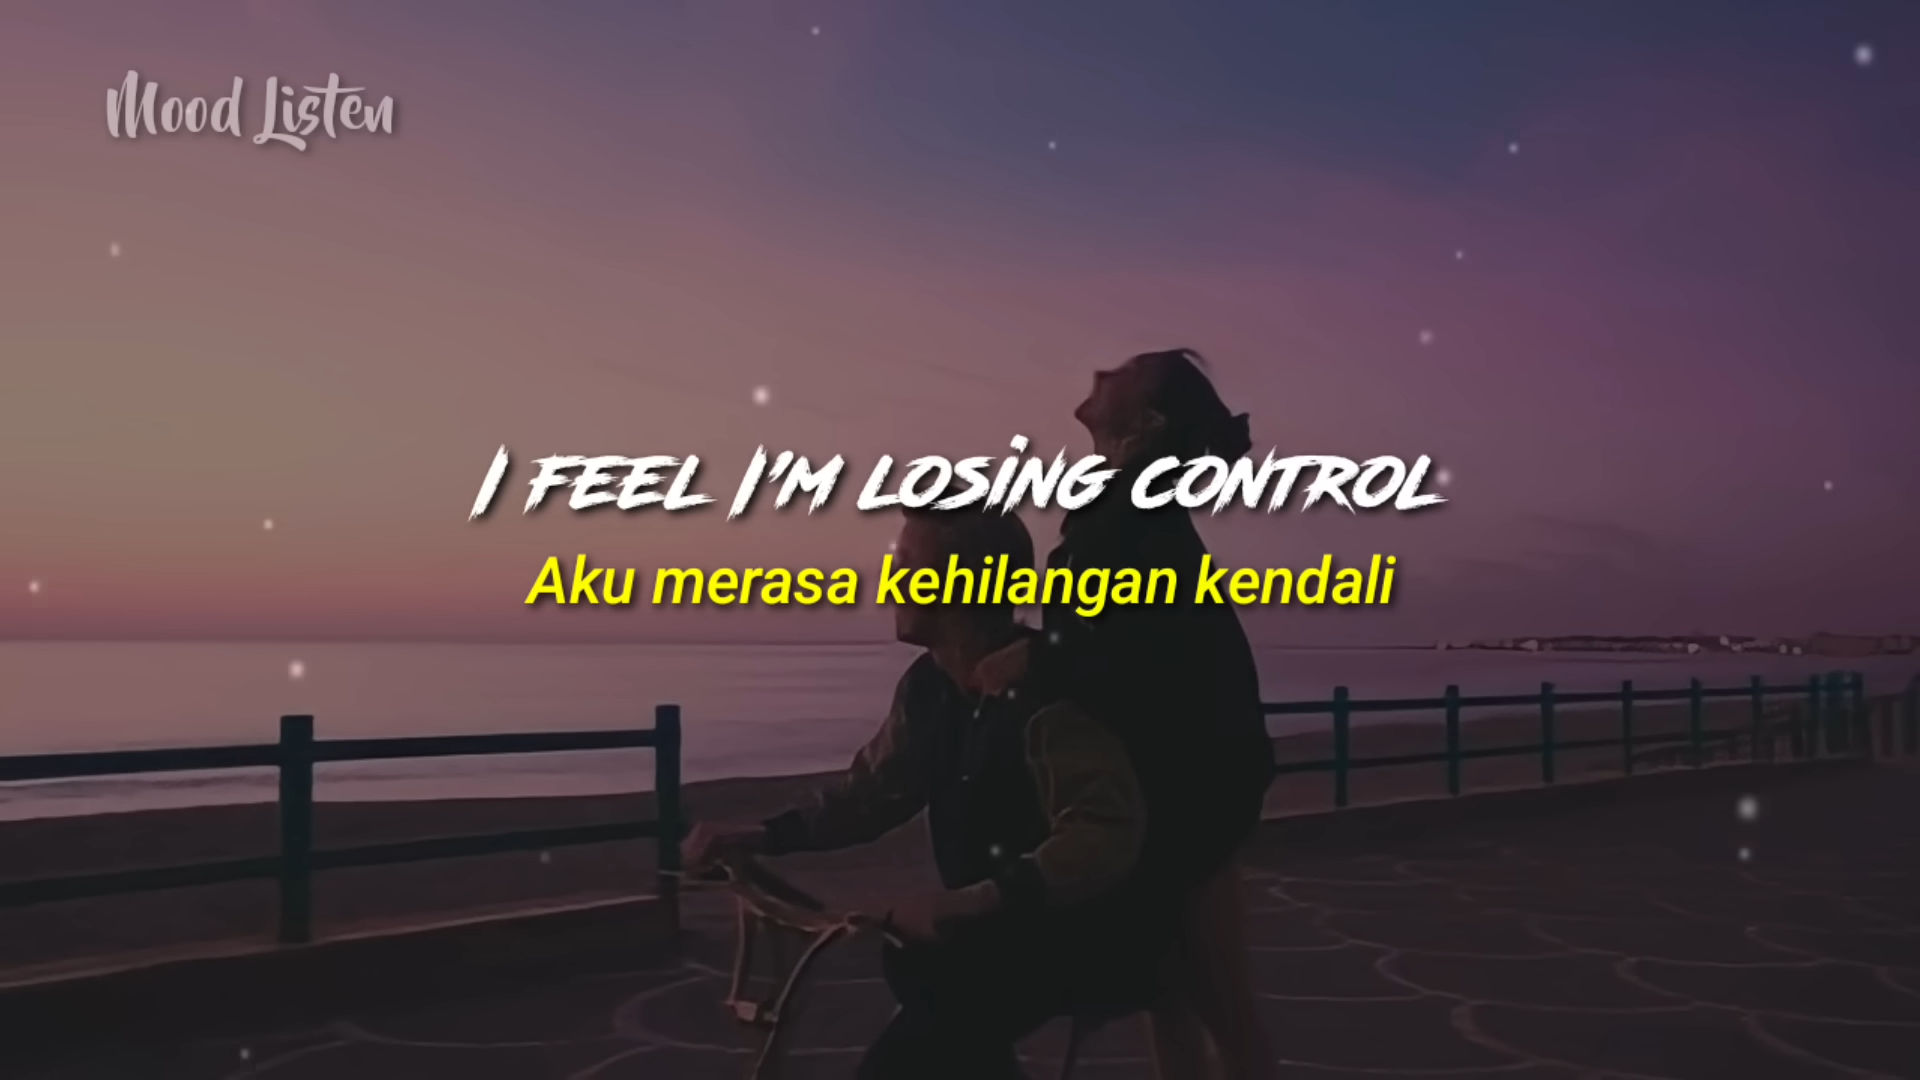 Mood Listen
I FEEL I'M LOSING CONTROL
Aku merasa kehilangan kendali